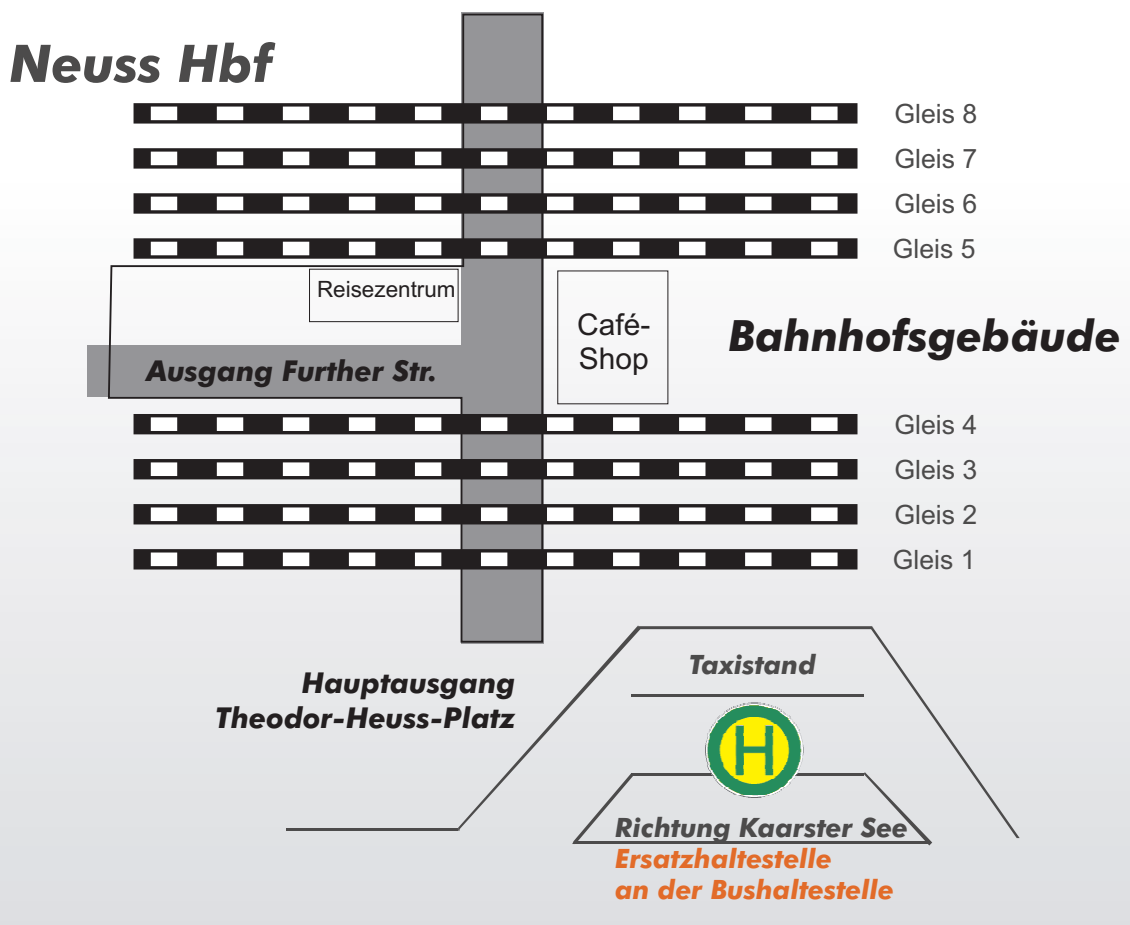 Neuss Hbf
Gleis 8
Gleis 7
Gleis 6
Gleis 5
Reisezentrum
Café-
Shop
Bahnhofsgebäude
Ausgang Further Str.
Gleis 4
Gleis 3
Gleis 2
Gleis 1
Hauptausgang
Theodor-Heuss-Platz
Taxistand
H
Richtung Kaarster See
Ersatzhaltestelle
an der Bushaltestelle